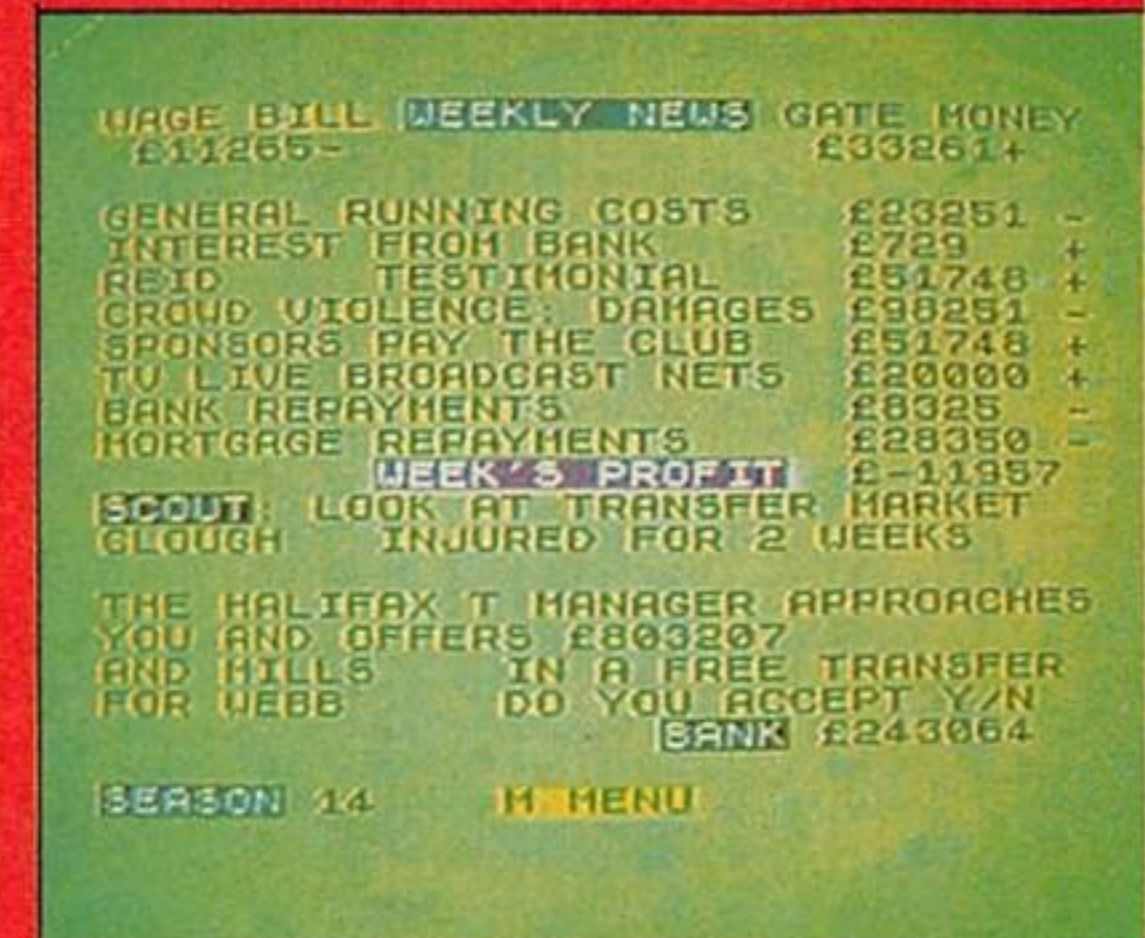 WAGE BILL WEEKLY NEWS GATE MONEY
£11265- £33261+
GENERAL RUNNING COSTS £23251 -
INTEREST FROM BANK £729 +
REID TESTIMONIAL £51748 +
CROWD VIOLENCE: DAMAGES £98251 -
SPONSORS PAY THE CLUB £51748 +
TV LIVE BROADCAST NETS £20000 +
BANK REPAYMENTS £8325 -
MORTGAGE REPAYMENTS £28350 -
WEEK'S PROFIT £-11957
SCOUT: LOOK AT TRANSFER MARKET
CLOUGH INJURED FOR 2 WEEKS
THE HALIFAX T MANAGER APPROACHES
YOU AND OFFERS £803207
AND MILLS IN A FREE TRANSFER
FOR WEBB DO YOU ACCEPT Y/N
BANK £243064
SEASON 14 M MENU